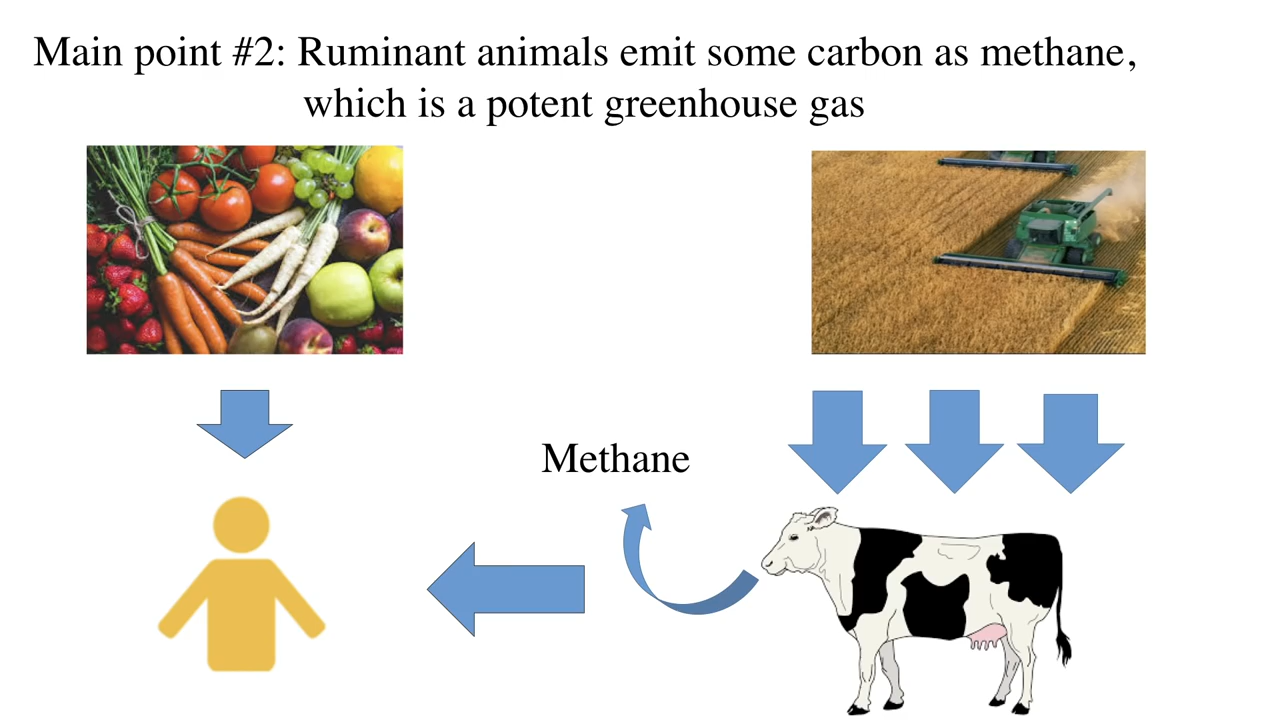 Main point #2: Ruminant animals emit some carbon as methane,
which is a potent greenhouse gas
Methane